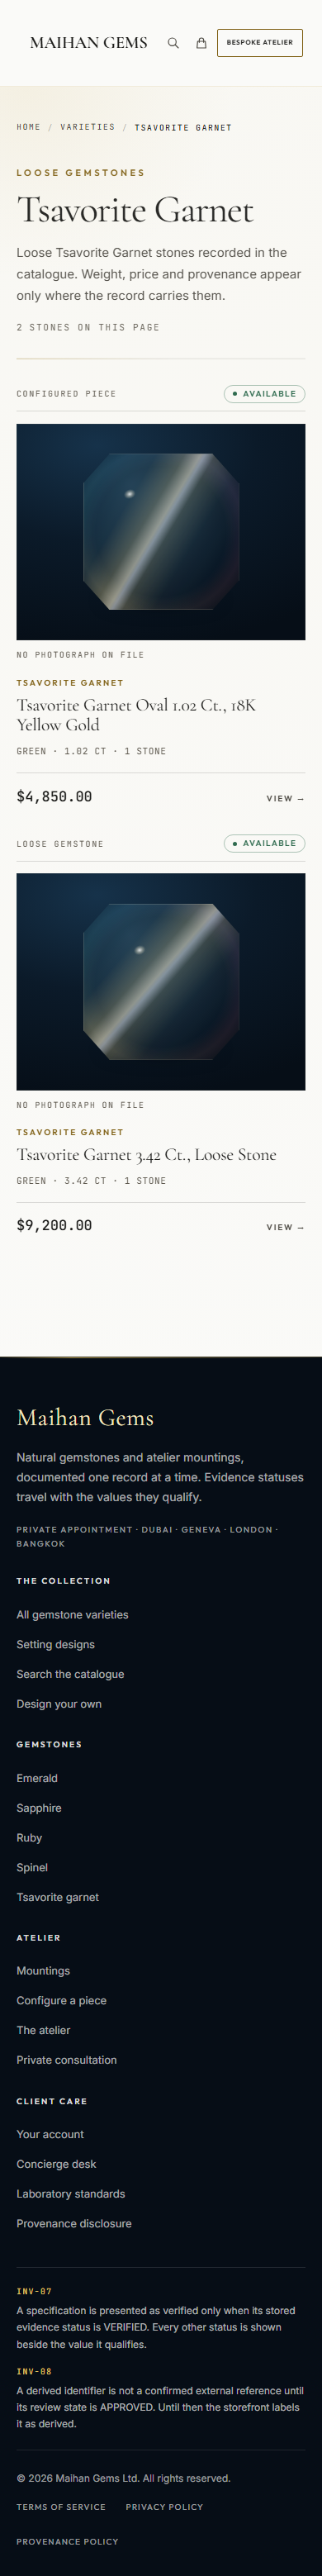 MAIHAN GEMS
BESPOKE ATELIER
HOME / VARIETIES / TSAVORITE GARNET
LOOSE GEMSTONES
Tsavorite Garnet
Loose Tsavorite Garnet stones recorded in the
catalogue. Weight, price and provenance appear
only where the record carries them.
2 STONES ON THIS PAGE
CONFIGURED PIECE
AVAILABLE
NO PHOTOGRAPH ON FILE
TSAVORITE GARNET
Tsavorite Garnet Oval 1.02 Ct., 18K
Yellow Gold
GREEN · 1.02 CT · 1 STONE
$4,850.00
VIEW →
LOOSE GEMSTONE
AVAILABLE
NO PHOTOGRAPH ON FILE
TSAVORITE GARNET
Tsavorite Garnet 3.42 Ct., Loose Stone
GREEN · 3.42 CT · 1 STONE
$9,200.00
VIEW →
Maihan Gems
Natural gemstones and atelier mountings,
documented one record at a time. Evidence statuses
travel with the values they qualify.
PRIVATE APPOINTMENT · DUBAI · GENEVA · LONDON ·
BANGKOK
THE COLLECTION
All gemstone varieties
Setting designs
Search the catalogue
Design your own
GEMSTONES
Emerald
Sapphire
Ruby
Spinel
Tsavorite garnet
ATELIER
Mountings
Configure a piece
The atelier
Private consultation
CLIENT CARE
Your account
Concierge desk
Laboratory standards
Provenance disclosure
INV-07
A specification is presented as verified only when its stored
evidence status is VERIFIED. Every other status is shown
beside the value it qualifies.
INV-08
A derived identifier is not a confirmed external reference until
its review state is APPROVED. Until then the storefront labels
it as derived.
© 2026 Maihan Gems Ltd. All rights reserved.
TERMS OF SERVICE
PRIVACY POLICY
PROVENANCE POLICY